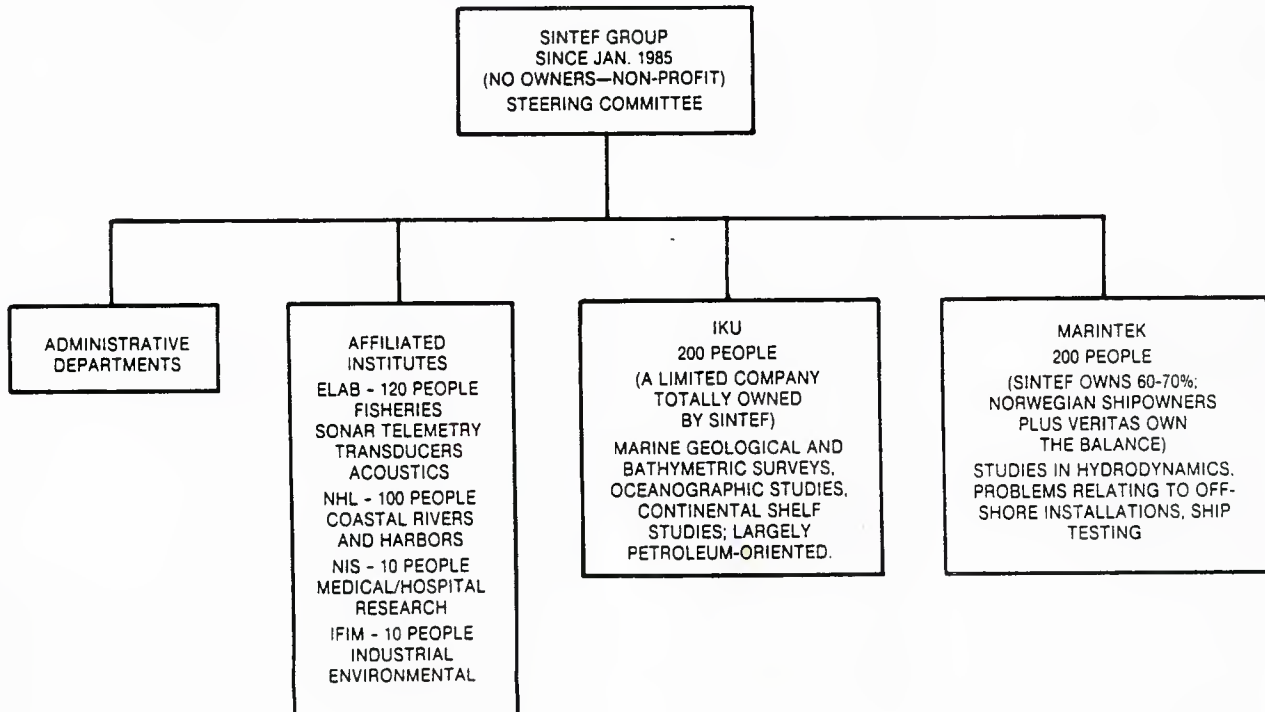 SINTEF GROUP
SINCE JAN. 1985
(NO OWNERS—NON-PROFIT)
STEERING COMMITTEE
ADMINISTRATIVE
DEPARTMENTS
AFFILIATED
INSTITUTES
ELAB - 120 PEOPLE
FISHERIES
SONAR TELEMETRY
TRANSDUCERS
ACOUSTICS
NHL - 100 PEOPLE
COASTAL RIVERS
AND HARBORS
NIS - 10 PEOPLE
MEDICAL/HOSPITAL
RESEARCH
IFIM - 10 PEOPLE
INDUSTRIAL
ENVIRONMENTAL
IKU
200 PEOPLE
(A LIMITED COMPANY
TOTALLY OWNED
BY SINTEF)
MARINE GEOLOGICAL AND
BATHYMETRIC SURVEYS,
OCEANOGRAPHIC STUDIES,
CONTINENTAL SHELF
STUDIES; LARGELY
PETROLEUM-ORIENTED.
MARINTEK
200 PEOPLE
(SINTEF OWNS 60-70%;
NORWEGIAN SHIPOWNERS
PLUS VERITAS OWN
THE BALANCE)
STUDIES IN HYDRODYNAMICS.
PROBLEMS RELATING TO OFF-
SHORE INSTALLATIONS, SHIP
TESTING